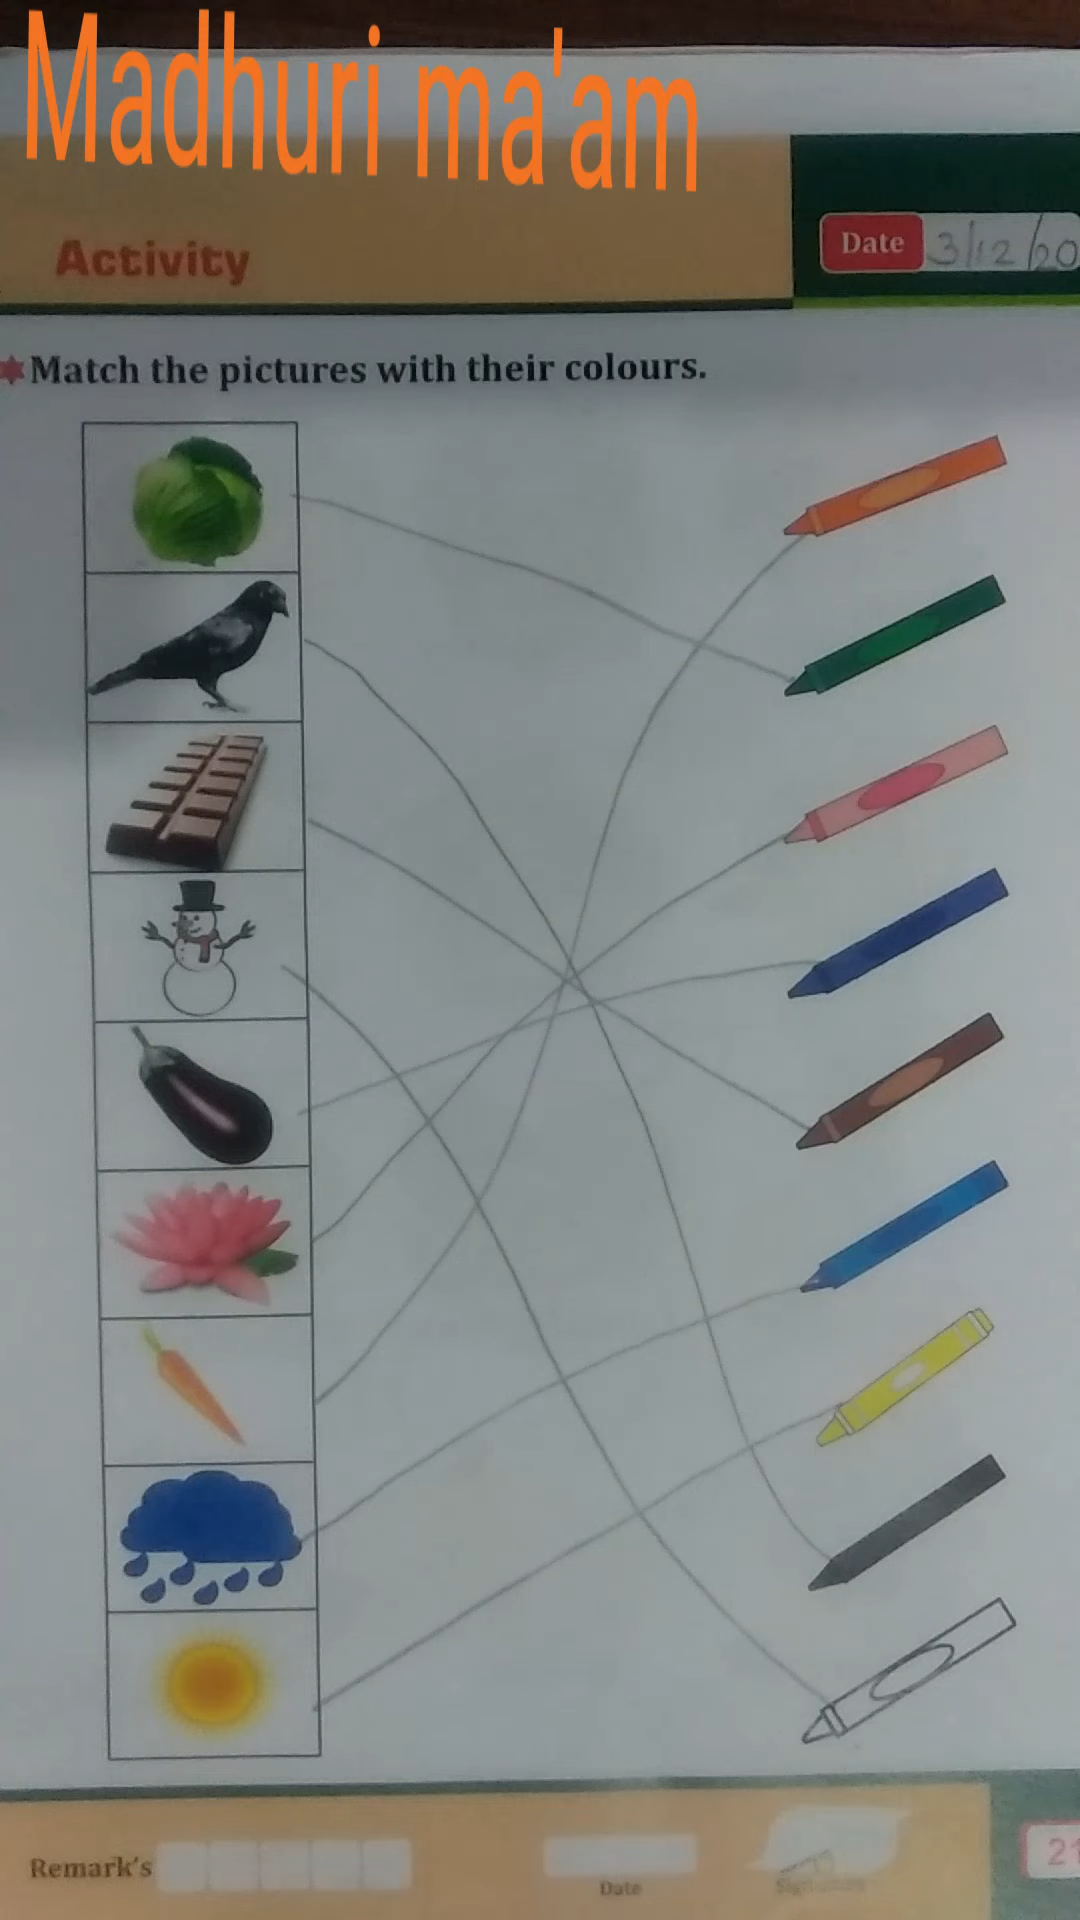 Madhuri ma'am
Activity
Date 3/12/20
Match the pictures with their colours.
Remark's
Date
21